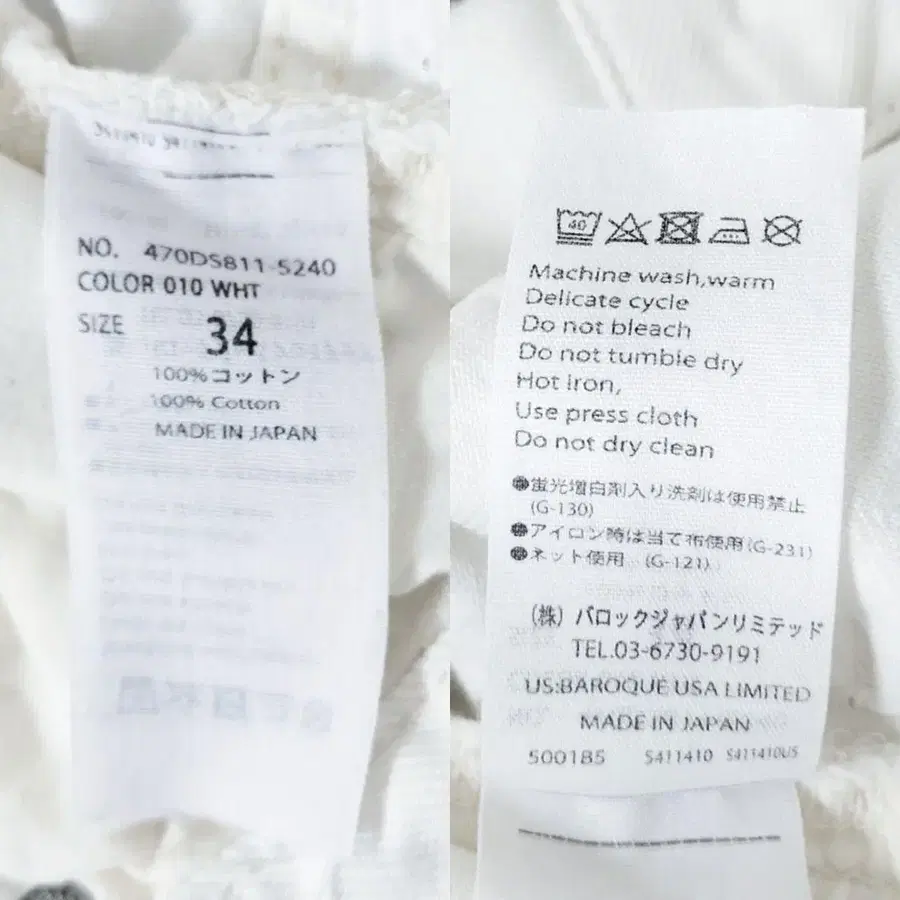 NO. 470DS811-5240
COLOR 010 WHT
SIZE 34
100%コットン
100% Cotton
MADE IN JAPAN
40
Machine wash,warm
Delicate cycle
Do not bleach
Do not tumble dry
Hot iron,
Use press cloth
Do not dry clean
●蛍光増白剤入り洗剤は使用禁止
(G-130)
●アイロン時は当て布使用(G-231)
●ネット使用 (G-121)
(株) バロックジャパンリミテッド
TEL.03-6730-9191
US:BAROQUE USA LIMITED
MADE IN JAPAN
500185 S411410 S411410US